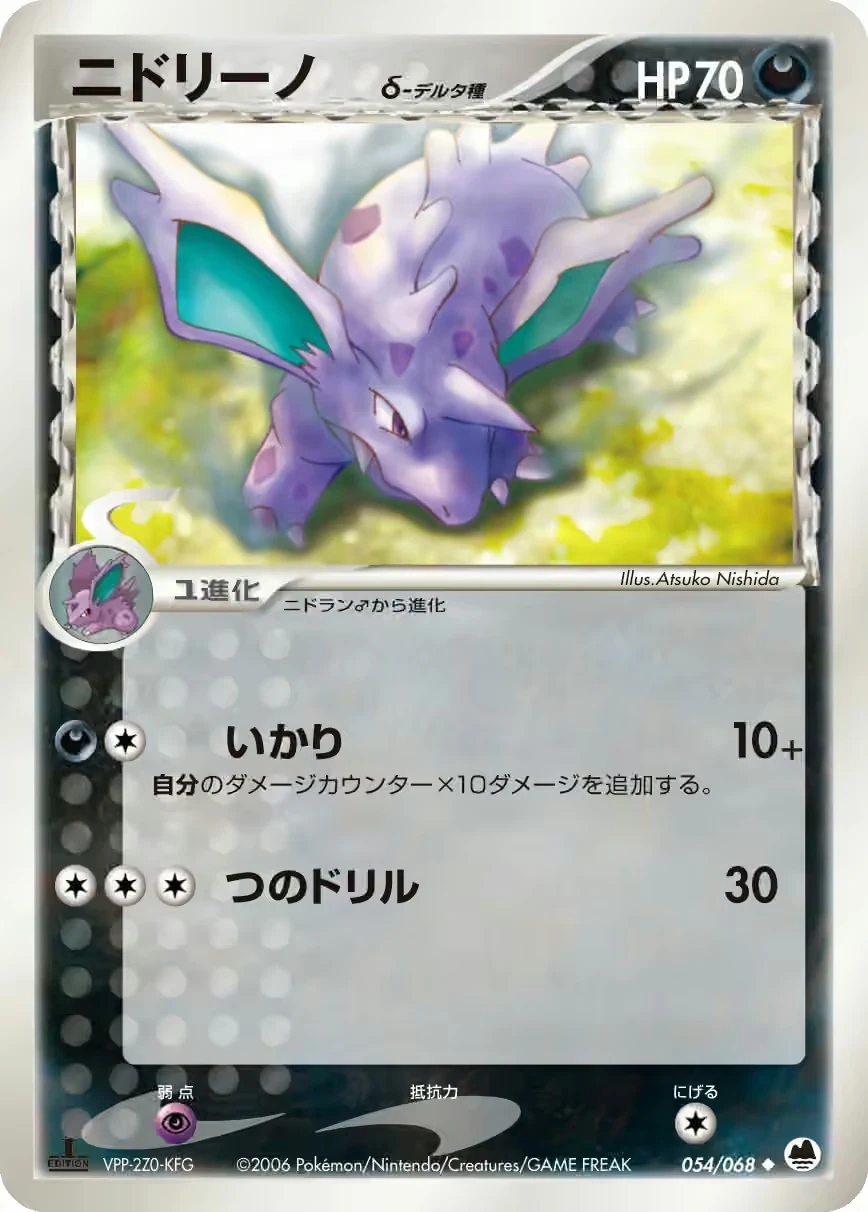 ニドリーノ δ-デルタ種 HP70
Illus.Atsuko Nishida
1進化
ニドラン♂から進化
いかり 10+
自分のダメージカウンター×10ダメージを追加する。
つのドリル 30
弱点 抵抗力 にげる
1 EDITION VPP-2Z0-KFG ©2006 Pokémon/Nintendo/Creatures/GAME FREAK 054/068